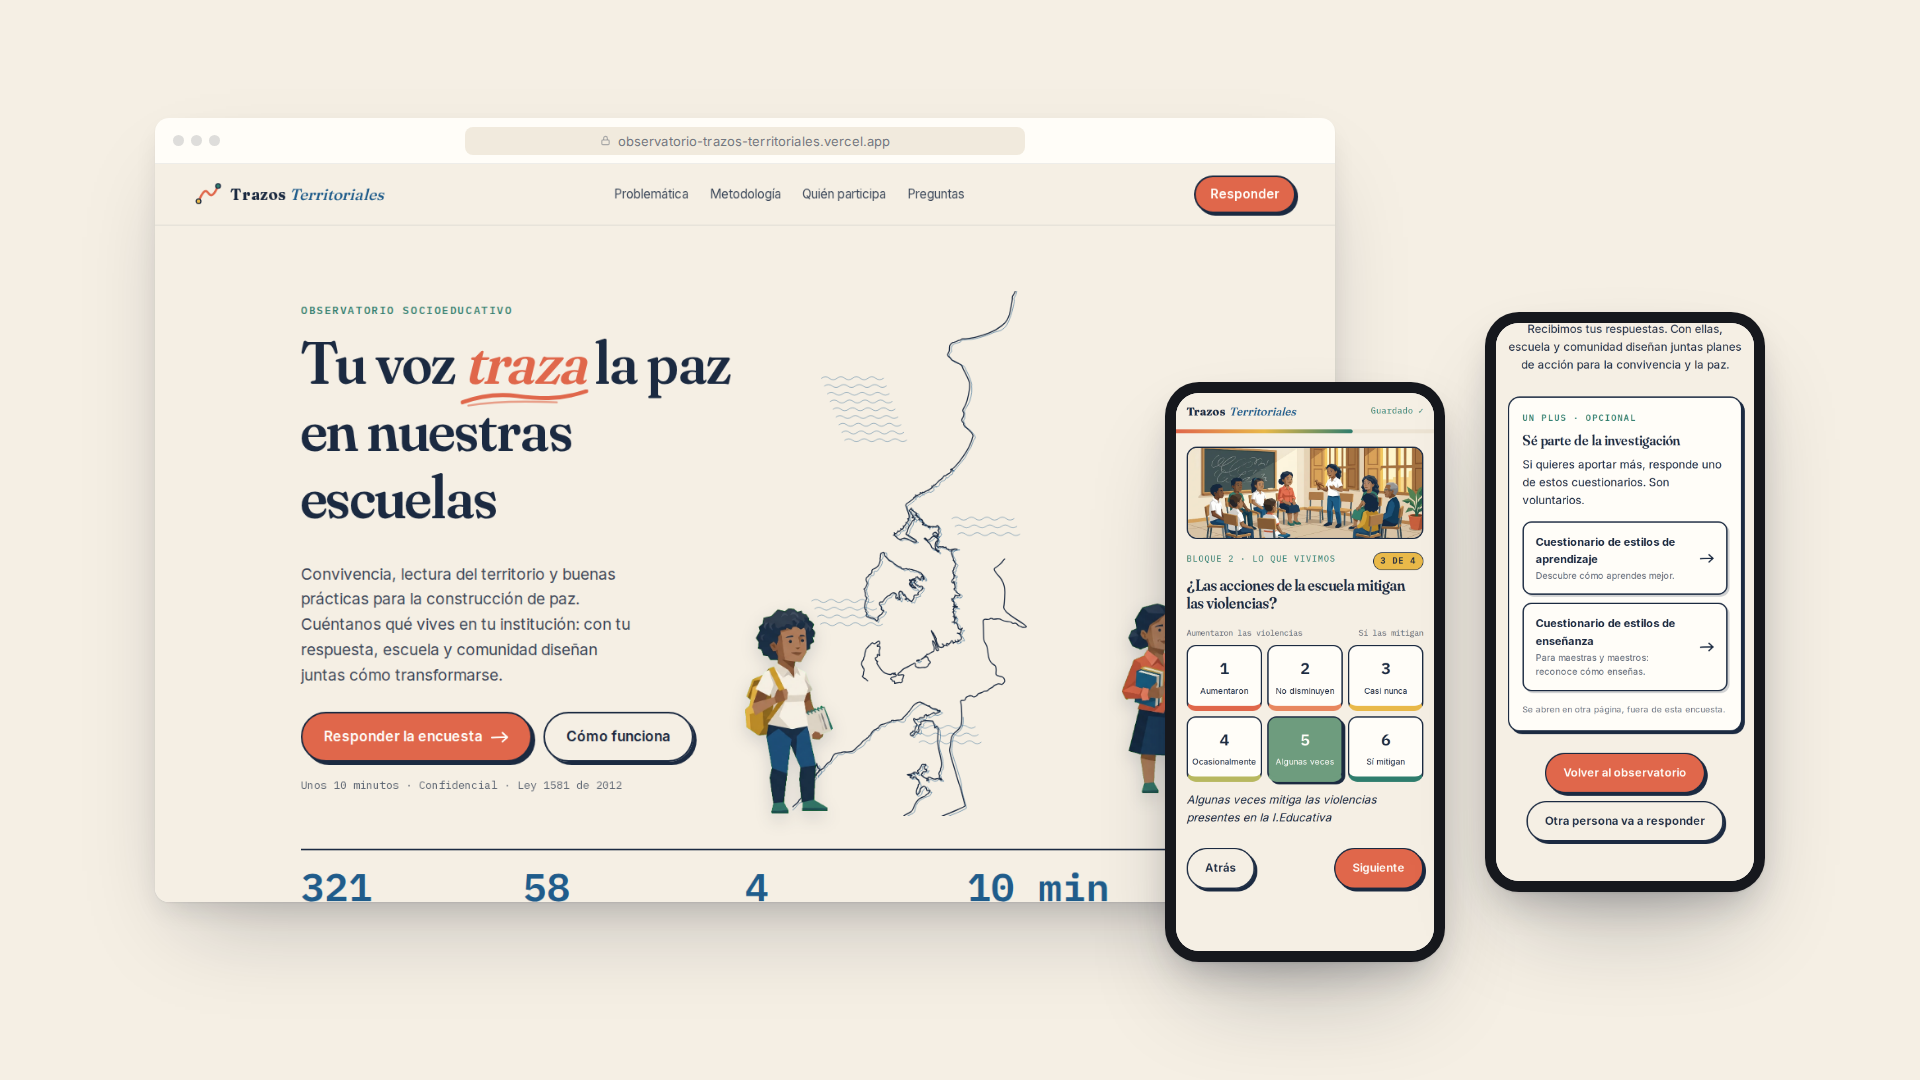 observatorio-trazos-territoriales.vercel.app
Trazos Territoriales
Problemática
Metodología
Quién participa
Preguntas
Responder
OBSERVATORIO SOCIOEDUCATIVO
Tu voz traza la paz
en nuestras
escuelas
Convivencia, lectura del territorio y buenas
prácticas para la construcción de paz.
Cuéntanos qué vives en tu institución: con tu
respuesta, escuela y comunidad diseñan
juntas cómo transformarse.
Responder la encuesta →
Cómo funciona
Unos 10 minutos · Confidencial · Ley 1581 de 2012
321
58
4
10 min
Trazos Territoriales
Guardado ✓
BLOQUE 2 · LO QUE VIVIMOS
3 DE 4
¿Las acciones de la escuela mitigan
las violencias?
Aumentaron las violencias
Sí las mitigan
1
Aumentaron
2
No disminuyen
3
Casi nunca
4
Ocasionalmente
5
Algunas veces
6
Sí mitigan
Algunas veces mitiga las violencias
presentes en la I.Educativa
Atrás
Siguiente
Recibimos tus respuestas. Con ellas,
escuela y comunidad diseñan juntas planes
de acción para la convivencia y la paz.
UN PLUS · OPCIONAL
Sé parte de la investigación
Si quieres aportar más, responde uno
de estos cuestionarios. Son
voluntarios.
Cuestionario de estilos de
aprendizaje
Descubre cómo aprendes mejor.
→
Cuestionario de estilos de
enseñanza
Para maestras y maestros:
reconoce cómo enseñas.
→
Se abren en otra página, fuera de esta encuesta.
Volver al observatorio
Otra persona va a responder